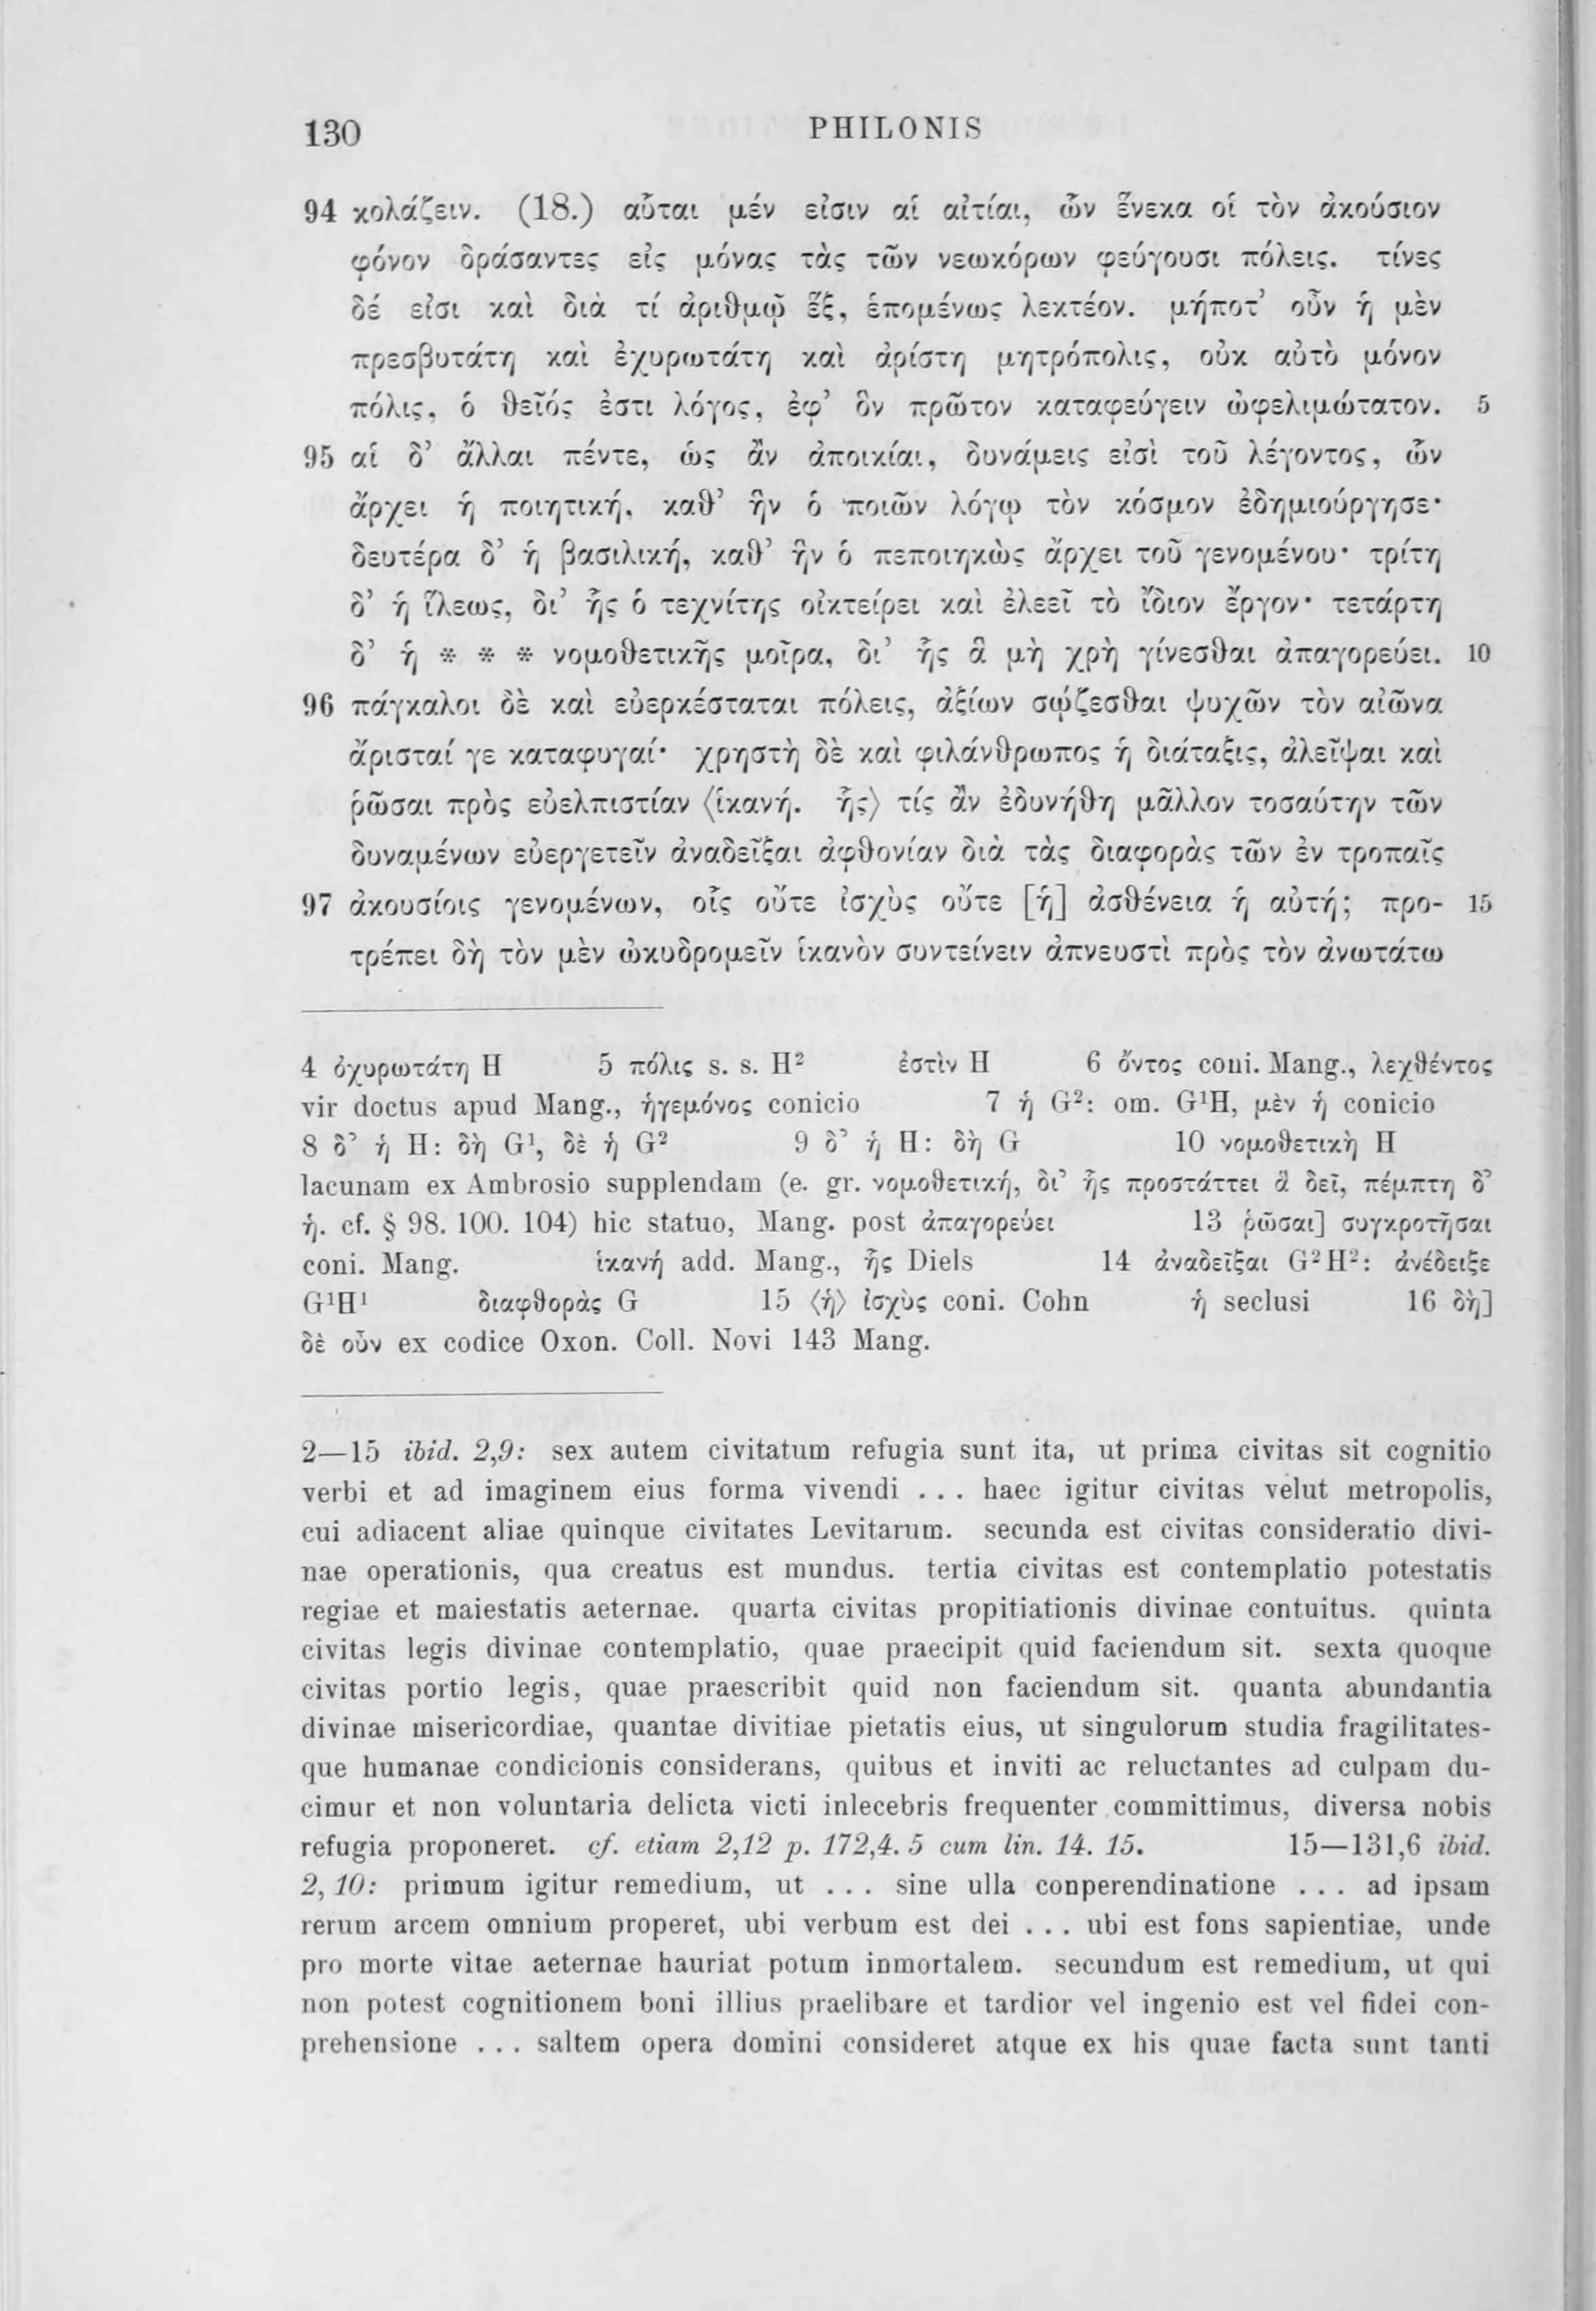 130
PHILONIS
94 κολάζειν. (18.) αὗται μέν εἰσιν αἱ αἰτίαι, ὧν ἕνεκα οἱ τὸν ἀκούσιον
φόνον δράσαντες εἰς μόνας τὰς τῶν νεωκόρων φεύγουσι πόλεις. τίνες
δέ εἰσι καὶ διὰ τί ἀριθμῷ ἕξ, ἑπομένως λεκτέον. μήποτ’ οὖν ἡ μὲν
πρεσβυτάτη καὶ ἐχυρωτάτη καὶ ἀρίστη μητρόπολις, οὐκ αὐτὸ μόνον
πόλις, ὁ θεῖός ἐστι λόγος, ἐφ’ ὃν πρῶτον καταφεύγειν ὠφελιμώτατον. 5
95 αἱ δ’ ἄλλαι πέντε, ὡς ἂν ἀποικίαι, δυνάμεις εἰσὶ τοῦ λέγοντος, ὧν
ἄρχει ἡ ποιητική, καθ’ ἣν ὁ ποιῶν λόγῳ τὸν κόσμον ἐδημιούργησε·
δευτέρα δ’ ἡ βασιλική, καθ’ ἣν ὁ πεποιηκὼς ἄρχει τοῦ γενομένου· τρίτη
δ’ ἡ ἵλεως, δι’ ἧς ὁ τεχνίτης οἰκτείρει καὶ ἐλεεῖ τὸ ἴδιον ἔργον· τετάρτη
δ’ ἡ * * * νομοθετικῆς μοῖρα, δι’ ἧς ἃ μὴ χρὴ γίνεσθαι ἀπαγορεύει. 10
96 πάγκαλοι δὲ καὶ εὐερκέσταται πόλεις, ἀξίων σῴζεσθαι ψυχῶν τὸν αἰῶνα
ἄρισταί γε καταφυγαί· χρηστὴ δὲ καὶ φιλάνθρωπος ἡ διάταξις, ἀλεῖψαι καὶ
ῥῶσαι πρὸς εὐελπιστίαν ⟨ἱκανή. ἧς⟩ τίς ἂν ἐδυνήθη μᾶλλον τοσαύτην τῶν
δυναμένων εὐεργετεῖν ἀναδεῖξαι ἀφθονίαν διὰ τὰς διαφορὰς τῶν ἐν τροπαῖς
97 ἀκουσίοις γενομένων, οἷς οὔτε ἰσχὺς οὔτε [ἡ] ἀσθένεια ἡ αὐτή; προ- 15
τρέπει δὴ τὸν μὲν ὠκυδρομεῖν ἱκανὸν συντείνειν ἀπνευστὶ πρὸς τὸν ἀνωτάτω
4 ὀχυρωτάτη H 5 πόλις s. s. H² ἐστὶν H 6 ὄντος coni. Mang., λεχθέντος
vir doctus apud Mang., ἡγεμόνος conicio 7 ἡ G²: om. G¹H, μὲν ἡ conicio
8 δ’ ἡ H: δὴ G¹, δὲ ἡ G² 9 δ’ ἡ H: δὴ G 10 νομοθετικὴ H
lacunam ex Ambrosio supplendam (e. gr. νομοθετική, δι’ ἧς προστάττει ἃ δεῖ, πέμπτη δ’
ἡ. cf. § 98. 100. 104) hic statuo, Mang. post ἀπαγορεύει 13 ῥῶσαι] συγκροτῆσαι
coni. Mang. ἱκανή add. Mang., ἧς Diels 14 ἀναδεῖξαι G²H²: ἀνέδειξε
G¹H¹ διαφθορὰς G 15 ⟨ἡ⟩ ἰσχὺς coni. Cohn ἡ seclusi 16 δὴ]
δὲ οὖν ex codice Oxon. Coll. Novi 143 Mang.
2—15 ibid. 2,9: sex autem civitatum refugia sunt ita, ut prima civitas sit cognitio
verbi et ad imaginem eius forma vivendi . . . haec igitur civitas velut metropolis,
cui adiacent aliae quinque civitates Levitarum. secunda est civitas consideratio divi-
nae operationis, qua creatus est mundus. tertia civitas est contemplatio potestatis
regiae et maiestatis aeternae. quarta civitas propitiationis divinae contuitus. quinta
civitas legis divinae contemplatio, quae praecipit quid faciendum sit. sexta quoque
civitas portio legis, quae praescribit quid non faciendum sit. quanta abundantia
divinae misericordiae, quantae divitiae pietatis eius, ut singulorum studia fragilitates-
que humanae condicionis considerans, quibus et inviti ac reluctantes ad culpam du-
cimur et non voluntaria delicta victi inlecebris frequenter committimus, diversa nobis
refugia proponeret. cf. etiam 2,12 p. 172,4. 5 cum lin. 14. 15. 15—131,6 ibid.
2, 10: primum igitur remedium, ut . . . sine ulla conperendinatione . . . ad ipsam
rerum arcem omnium properet, ubi verbum est dei . . . ubi est fons sapientiae, unde
pro morte vitae aeternae hauriat potum inmortalem. secundum est remedium, ut qui
non potest cognitionem boni illius praelibare et tardior vel ingenio est vel fidei con-
prehensione . . . saltem opera domini consideret atque ex his quae facta sunt tanti